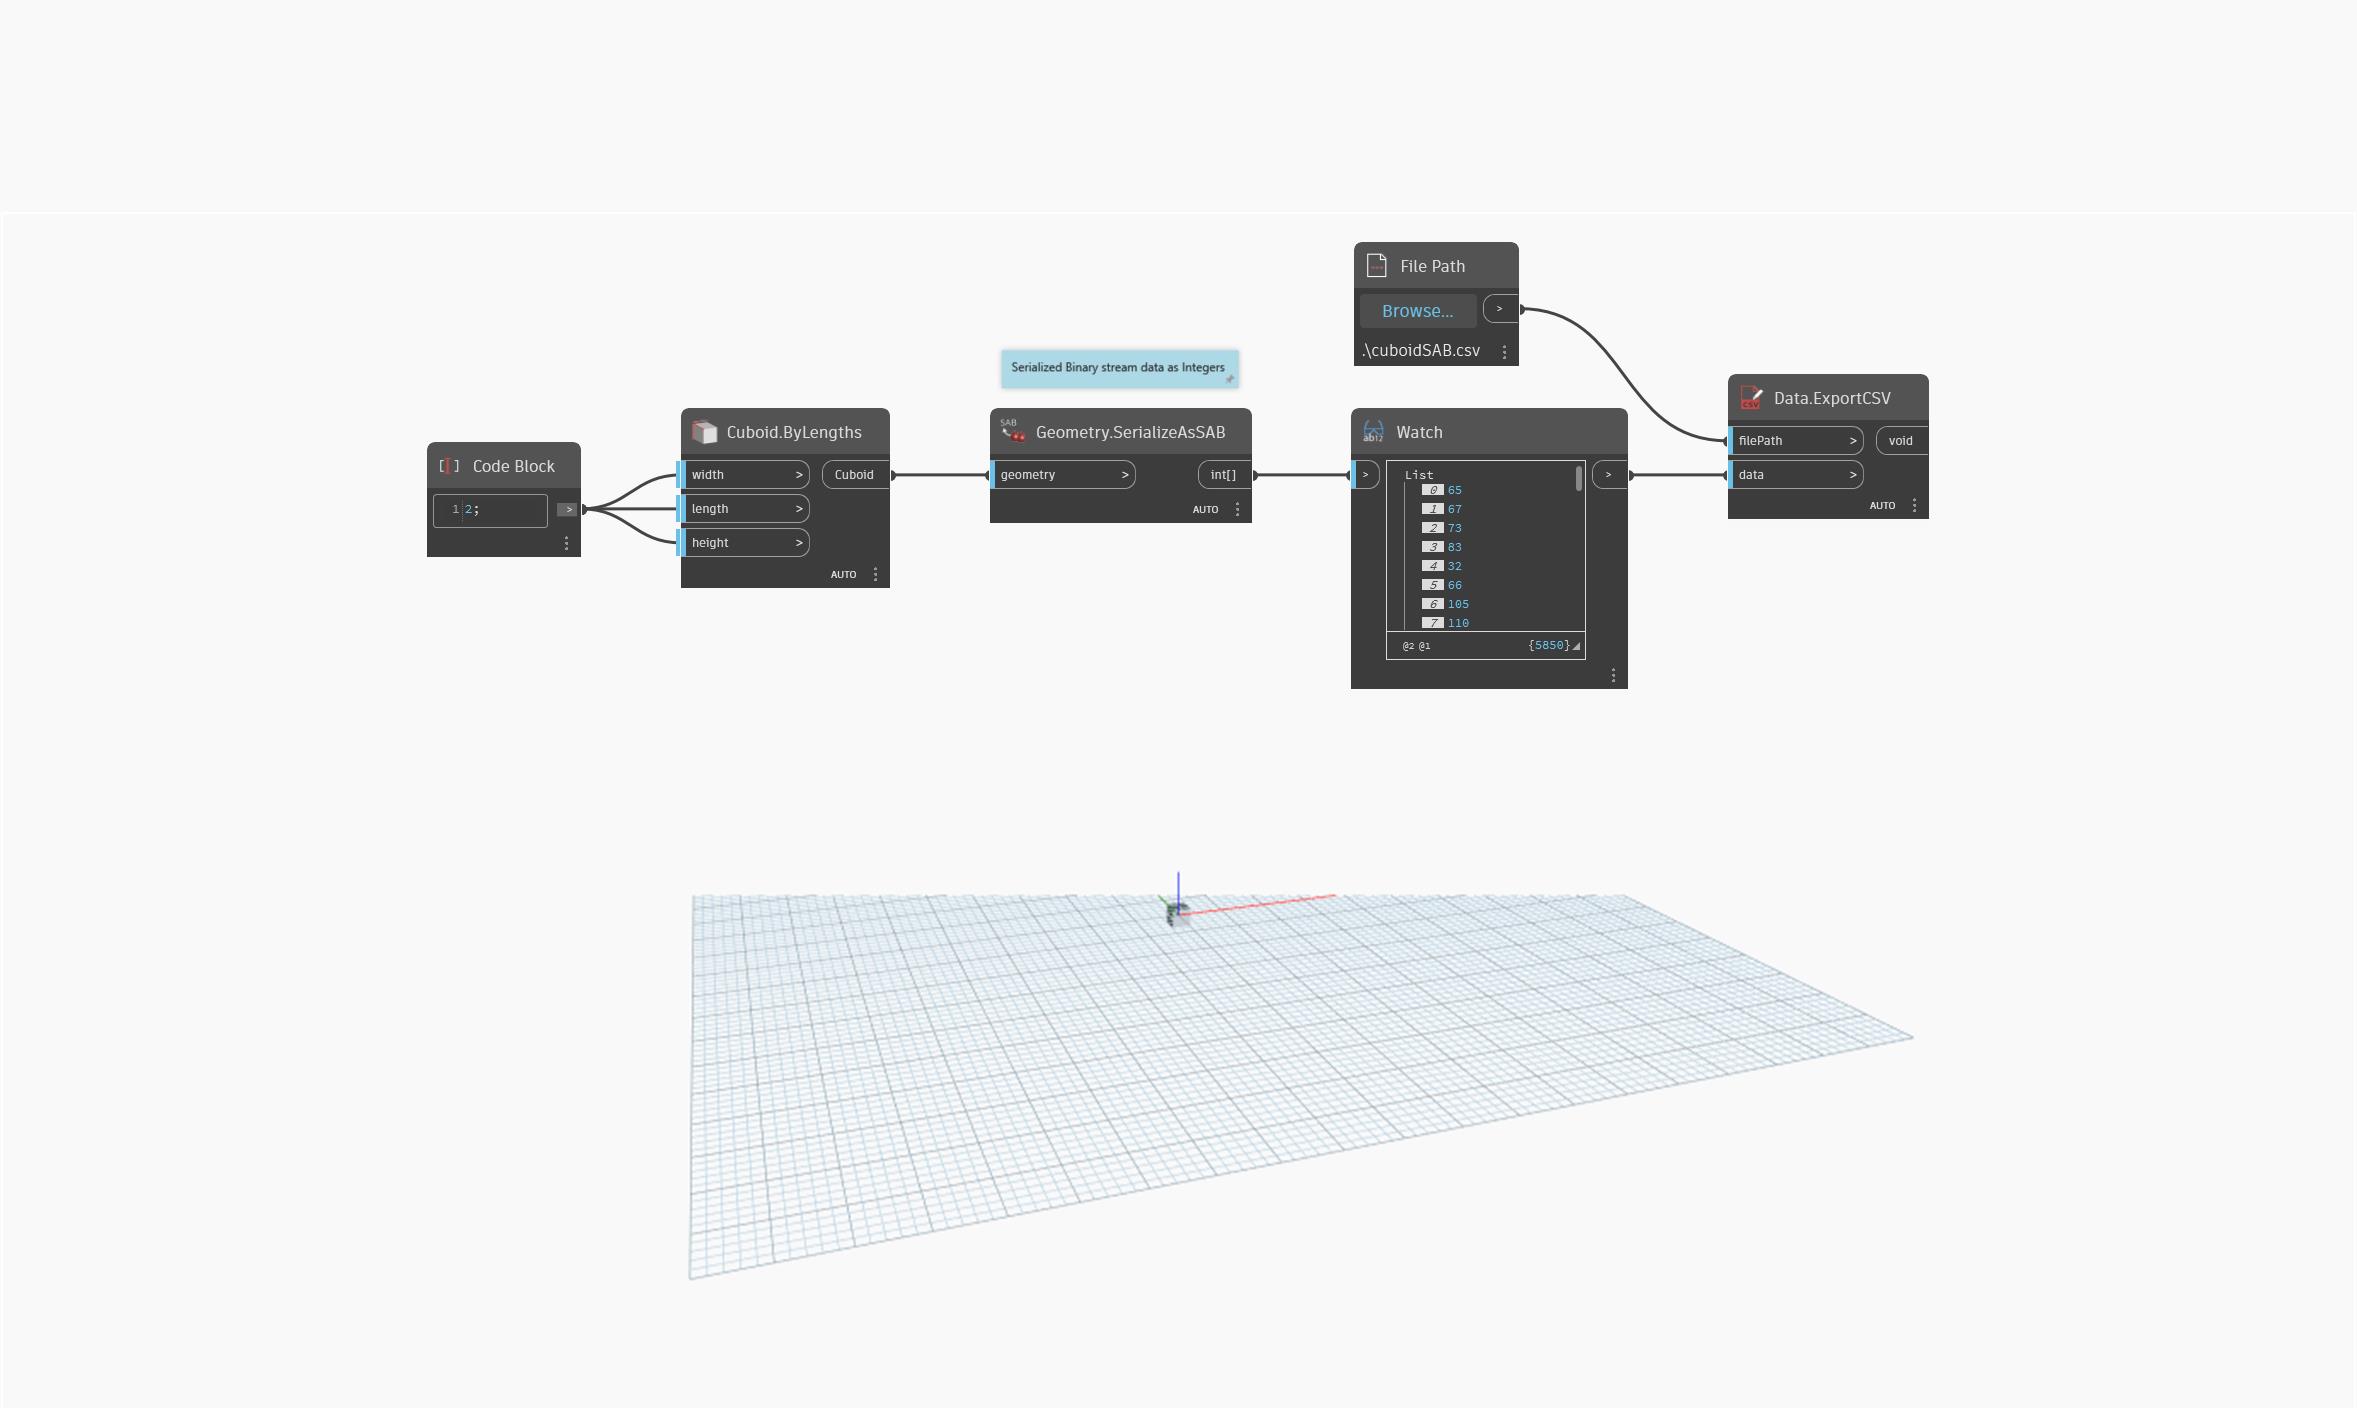 File Path
Browse...
>
.\cuboidSAB.csv
Serialized Binary stream data as Integers
Data.ExportCSV
CSV
filePath >
void
data >
AUTO
Code Block
1 2;
>
Cuboid.ByLengths
width >
Cuboid
length >
height >
AUTO
SAB
Geometry.SerializeAsSAB
geometry >
int[]
AUTO
ab12
Watch
>
List
0 65
1 67
2 73
3 83
4 32
5 66
6 105
7 110
@2 @1
{5850}
>